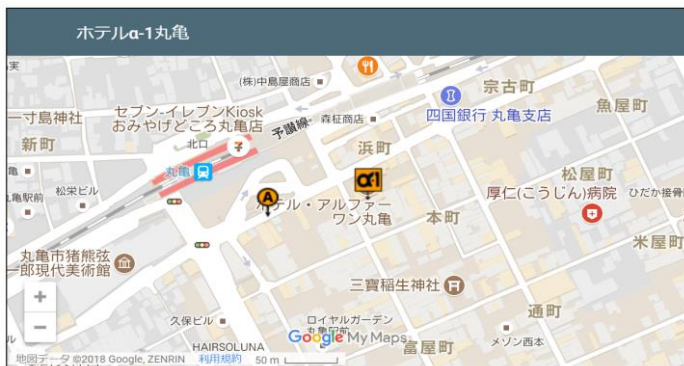 ホテルα-1丸亀
(株)中島屋商店
宗古町
魚屋町
一寸島神社
セブン-イレブンKiosk
おみやげどころ丸亀店
予讃線
森柾商店
四国銀行 丸亀支店
新町
北口
浜町
丸亀
松屋町
丸亀駅前
松栄ビル
A
α-1
ホテル・アルファー
ワン丸亀
厚仁(こうじん)病院
ひだか接骨
本町
米屋町
丸亀市猪熊弦
一郎現代美術館
三寶稲生神社
通町
+
−
久保ビル
ロイヤルガーデン
丸亀駅前
メゾン西本
HAIRSOLUNA
Google My Maps
富屋町
地図データ ©2018 Google, ZENRIN 利用規約 50 m